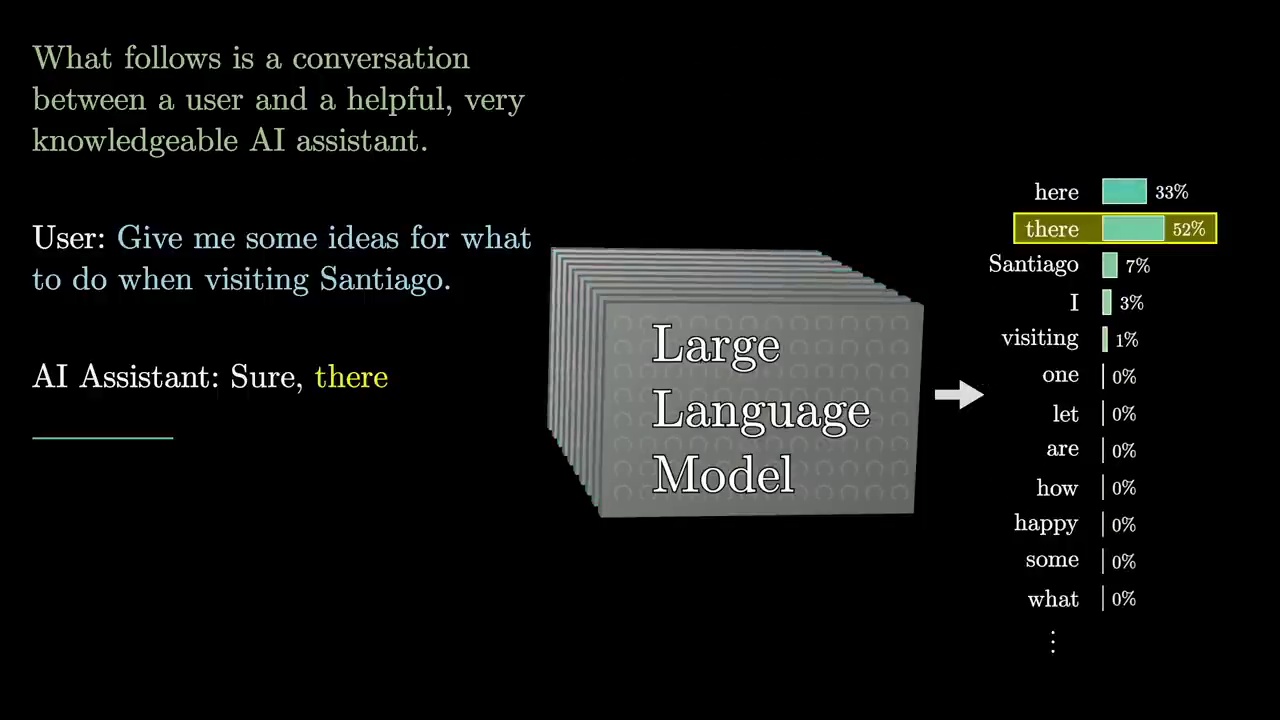 What follows is a conversation
between a user and a helpful, very
knowledgeable AI assistant.
User: Give me some ideas for what
to do when visiting Santiago.
AI Assistant: Sure, there
Large
Language
Model
here 33%
there 52%
Santiago 7%
I 3%
visiting 1%
one 0%
let 0%
are 0%
how 0%
happy 0%
some 0%
what 0%
⋮